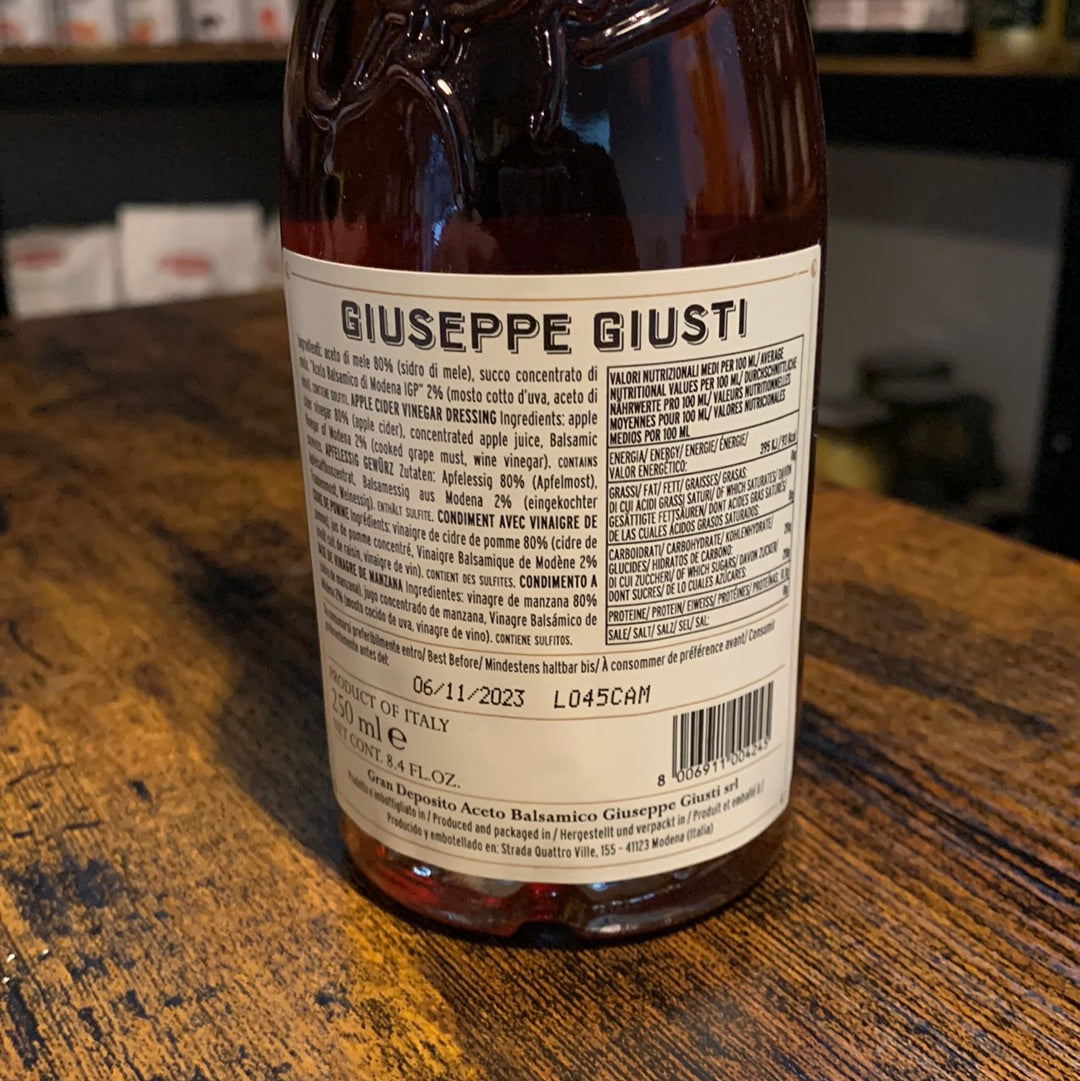 GIUSEPPE GIUSTI
Ingredienti: aceto di mele 80% (sidro di mele), succo concentrato di
mela, "Aceto Balsamico di Modena IGP" 2% (mosto cotto d'uva, aceto di
vino). CONTIENE SOLFITI. APPLE CIDER VINEGAR DRESSING Ingredients: apple
cider vinegar 80% (apple cider), concentrated apple juice, Balsamic
Vinegar of Modena 2% (cooked grape must, wine vinegar). CONTAINS
SULFITES. APFELESSIG GEWÜRZ Zutaten: Apfelessig 80% (Apfelmost),
Apfelsaftkonzentrat, Balsamessig aus Modena 2% (eingekochter
Traubenmost, Weinessig). ENTHÄLT SULFITE. CONDIMENT AVEC VINAIGRE DE
CIDRE DE POMME Ingrédients: vinaigre de cidre de pomme 80% (cidre de
pomme), jus de pomme concentré, Vinaigre Balsamique de Modène 2%
(moût cuit de raisin, vinaigre de vin). CONTIENT DES SULFITES. CONDIMENTO A
BASE DE VINAGRE DE MANZANA Ingredientes: vinagre de manzana 80%
(sidra de manzana), jugo concentrado de manzana, Vinagre Balsámico de
Módena 2% (mosto cocido de uva, vinagre de vino). CONTIENE SULFITOS.
VALORI NUTRIZIONALI MEDI PER 100 ML/ AVERAGE
NUTRITIONAL VALUES PER 100 ML/ DURCHSCHNITTLICHE
NÄHRWERTE PRO 100 ML/ VALEURS NUTRITIONNELLES
MOYENNES POUR 100 ML/ VALORES NUTRICIONALES
MEDIOS POR 100 ML
ENERGIA/ ENERGY/ ENERGIE/ ÉNERGIE/
VALOR ENERGÉTICO: 395 KJ/93 kcal
GRASSI/ FAT/ FETT/ GRAISSES/ GRASAS:
DI CUI ACIDI GRASSI SATURI/ OF WHICH SATURATES/ DAVON
GESÄTTIGTE FETTSÄUREN/ DONT ACIDES GRAS SATURÉS/
DE LAS CUALES ÁCIDOS GRASOS SATURADOS:
CARBOIDRATI/ CARBOHYDRATE/ KOHLENHYDRATE/
GLUCIDES/ HIDRATOS DE CARBONO:
DI CUI ZUCCHERI/ OF WHICH SUGARS/ DAVON ZUCKER/
DONT SUCRES/ DE LO CUALES AZÚCARES:
PROTEINE/ PROTEIN/ EIWEISS/ PROTÉINES/ PROTEÍNAS:
SALE/ SALT/ SALZ/ SEL/ SAL:
Da consumarsi preferibilmente entro/ Best Before/ Mindestens haltbar bis/ À consommer de préférence avant/ Consumir
preferentemente antes del:
06/11/2023 L045CAM
PRODUCT OF ITALY
250 ml e
NET CONT. 8.4 FL.OZ.
8 006911 004245
Gran Deposito Aceto Balsamico Giuseppe Giusti srl
Prodotto e imbottigliato in / Produced and packaged in / Hergestellt und verpackt in / Produit et emballé à /
Producido y embotellado en: Strada Quattro Ville, 155 - 41123 Modena (Italia)